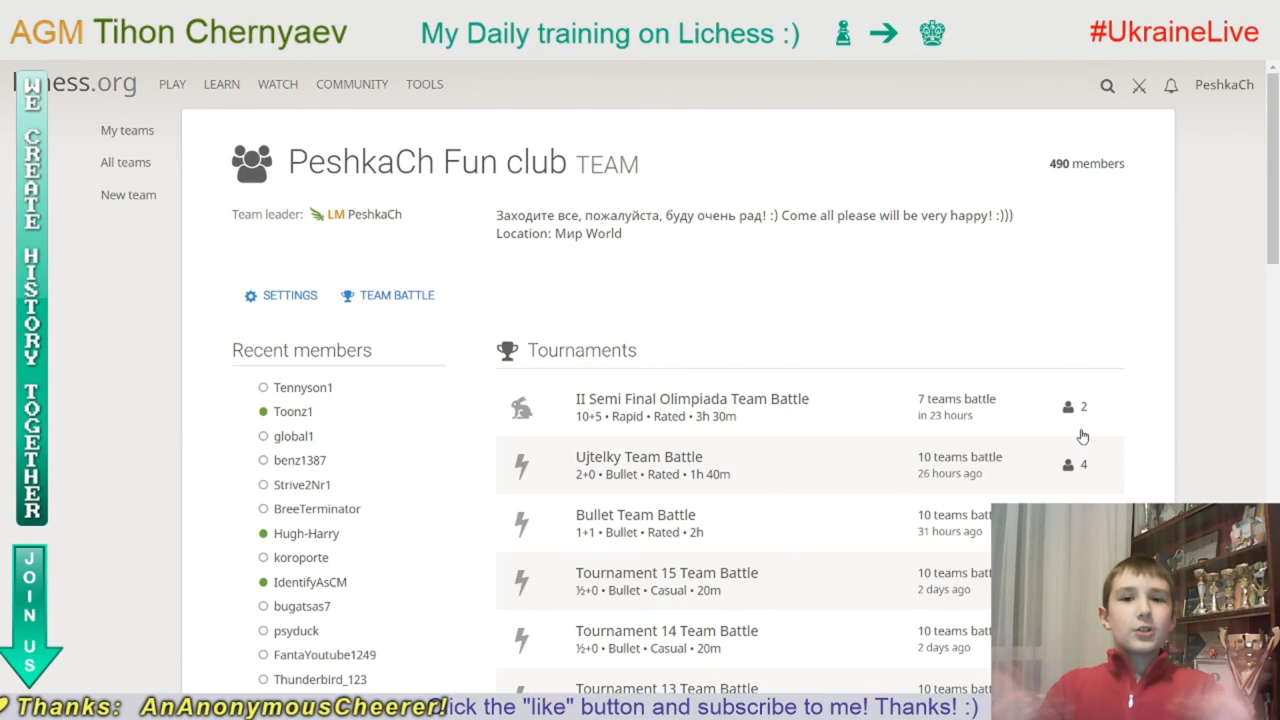 AGM Tihon Chernyaev
My Daily training on Lichess :)
#UkraineLive
WE CREATE HISTORY TOGETHER
JOIN US
ness.org
PLAY LEARN WATCH COMMUNITY TOOLS
PeshkaCh
My teams
All teams
New team
PeshkaCh Fun club TEAM
490 members
Team leader: LM PeshkaCh
Заходите все, пожалуйста, буду очень рад! :) Come all please will be very happy! :)))
Location: Мир World
SETTINGS
TEAM BATTLE
Recent members
Tennyson1
Toonz1
global1
benz1387
Strive2Nr1
BreeTerminator
Hugh-Harry
koroporte
IdentifyAsCM
bugatsas7
psyduck
FantaYoutube1249
Thunderbird_123
Tournaments
II Semi Final Olimpiada Team Battle
10+5 • Rapid • Rated • 3h 30m
7 teams battle
in 23 hours
2
Ujtelky Team Battle
2+0 • Bullet • Rated • 1h 40m
10 teams battle
26 hours ago
4
Bullet Team Battle
1+1 • Bullet • Rated • 2h
10 teams batt
31 hours ago
Tournament 15 Team Battle
½+0 • Bullet • Casual • 20m
10 teams batt
2 days ago
Tournament 14 Team Battle
½+0 • Bullet • Casual • 20m
10 teams batt
2 days ago
Tournament 13 Team Battle
10 teams batt
Thanks: AnAnonymousCheerer!
ick the "like" button and subscribe to me! Thanks! :)